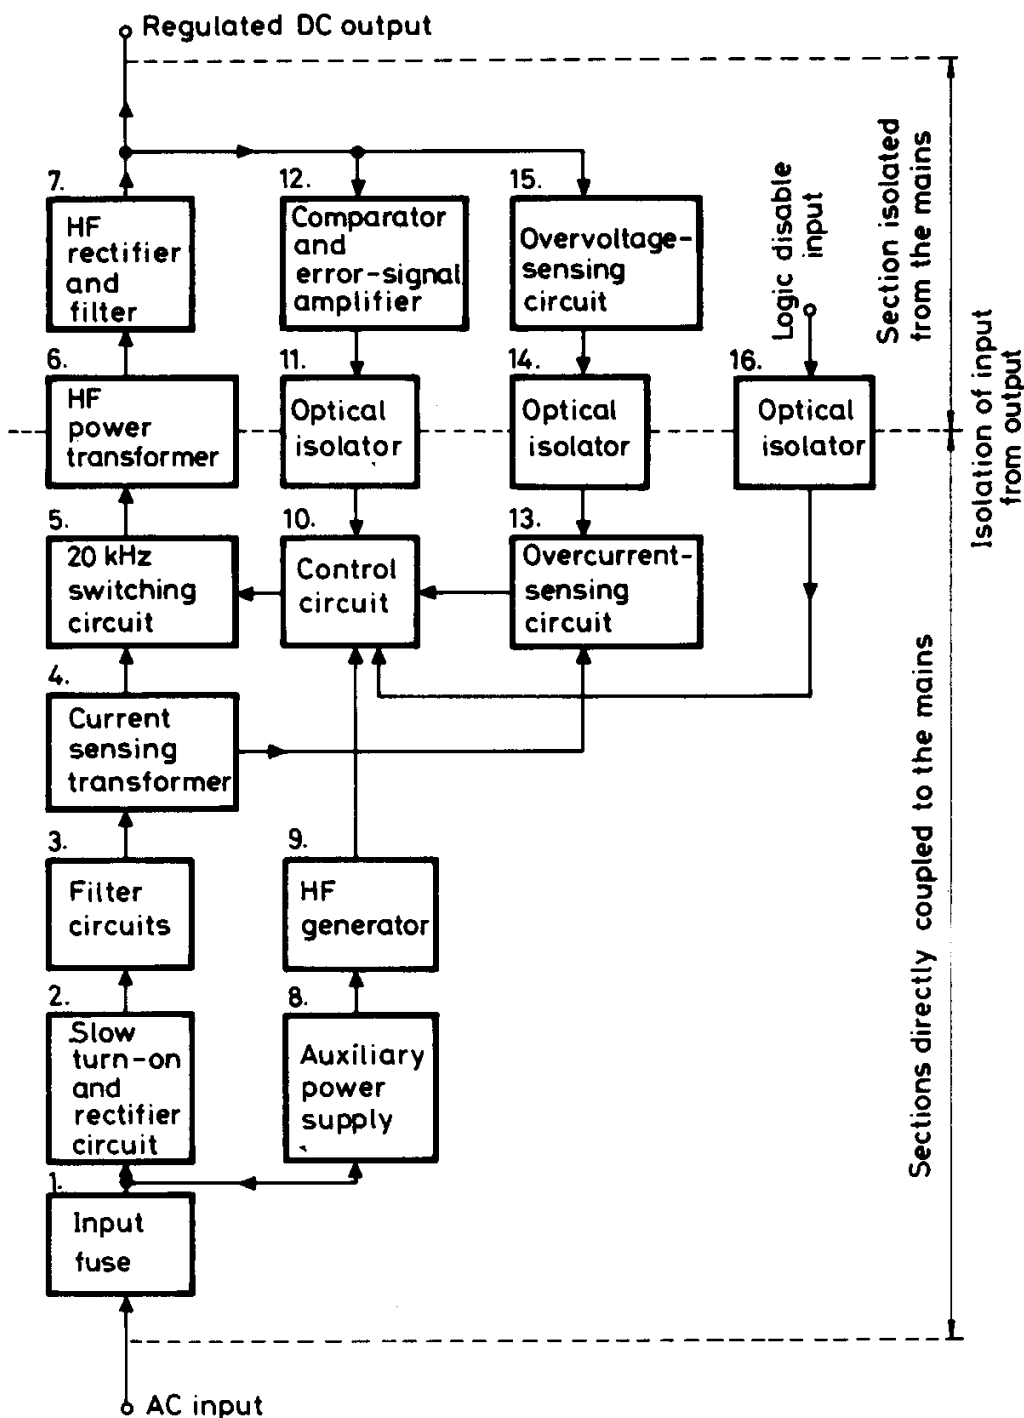 Regulated DC output
7.
HF
rectifier
and
filter
12.
Comparator
and
error-signal
amplifier
15.
Overvoltage-
sensing
circuit
Logic disable
input
Section isolated
from the mains
6.
HF
power
transformer
11.
Optical
isolator
14.
Optical
isolator
16.
Optical
isolator
Isolation of input
from output
5.
20 kHz
switching
circuit
10.
Control
circuit
13.
Overcurrent-
sensing
circuit
4.
Current
sensing
transformer
3.
Filter
circuits
9.
HF
generator
Sections directly coupled to the mains
2.
Slow
turn-on
and
rectifier
circuit
8.
Auxiliary
power
supply
1.
Input
fuse
AC input